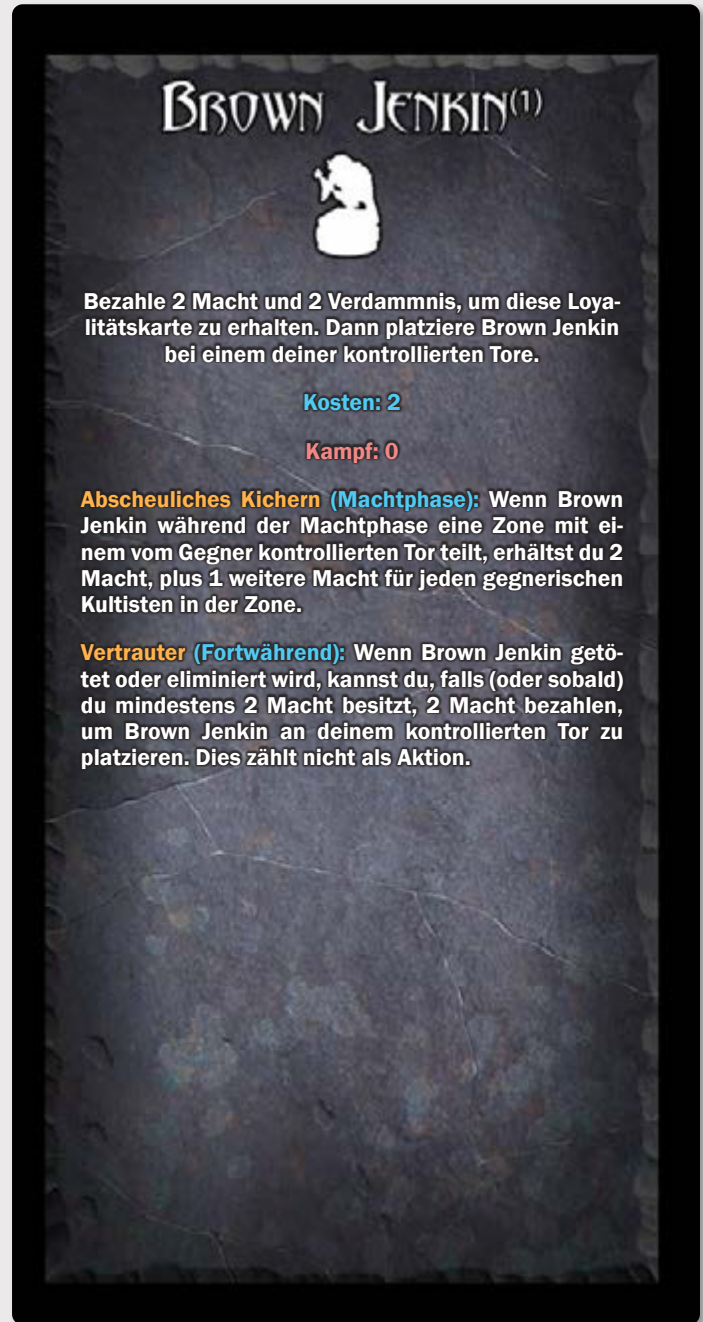 Brown Jenkin(1)
Bezahle 2 Macht und 2 Verdammnis, um diese Loya-
litätskarte zu erhalten. Dann platziere Brown Jenkin
bei einem deiner kontrollierten Tore.
Kosten: 2
Kampf: 0
Abscheuliches Kichern (Machtphase): Wenn Brown
Jenkin während der Machtphase eine Zone mit ei-
nem vom Gegner kontrollierten Tor teilt, erhältst du 2
Macht, plus 1 weitere Macht für jeden gegnerischen
Kultisten in der Zone.
Vertrauter (Fortwährend): Wenn Brown Jenkin getö-
tet oder eliminiert wird, kannst du, falls (oder sobald)
du mindestens 2 Macht besitzt, 2 Macht bezahlen,
um Brown Jenkin an deinem kontrollierten Tor zu
platzieren. Dies zählt nicht als Aktion.